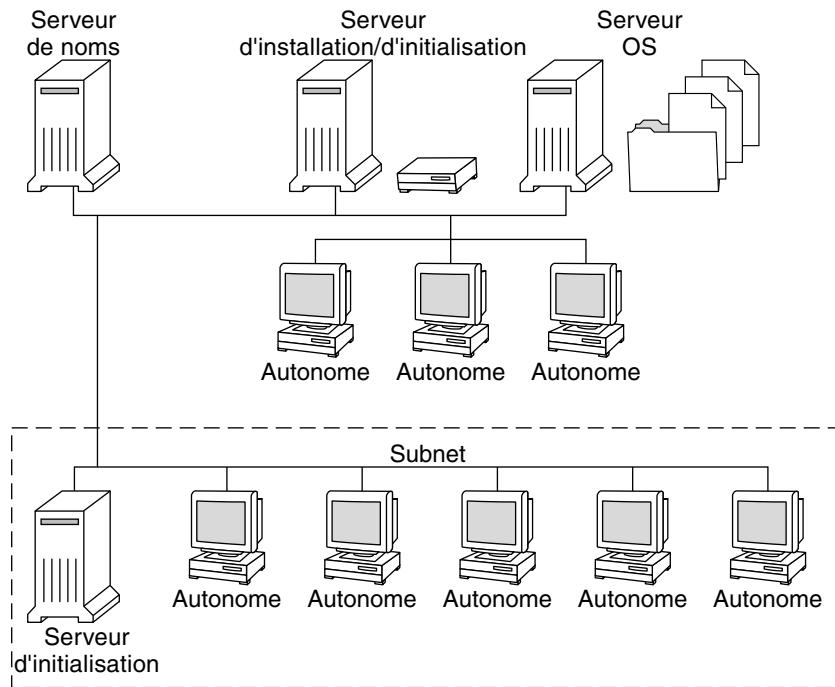 Serveur
de noms
Serveur
d'installation/d'initialisation
Serveur
OS
Autonome
Autonome
Autonome
Subnet
Autonome
Autonome
Autonome
Autonome
Autonome
Serveur
d'initialisation